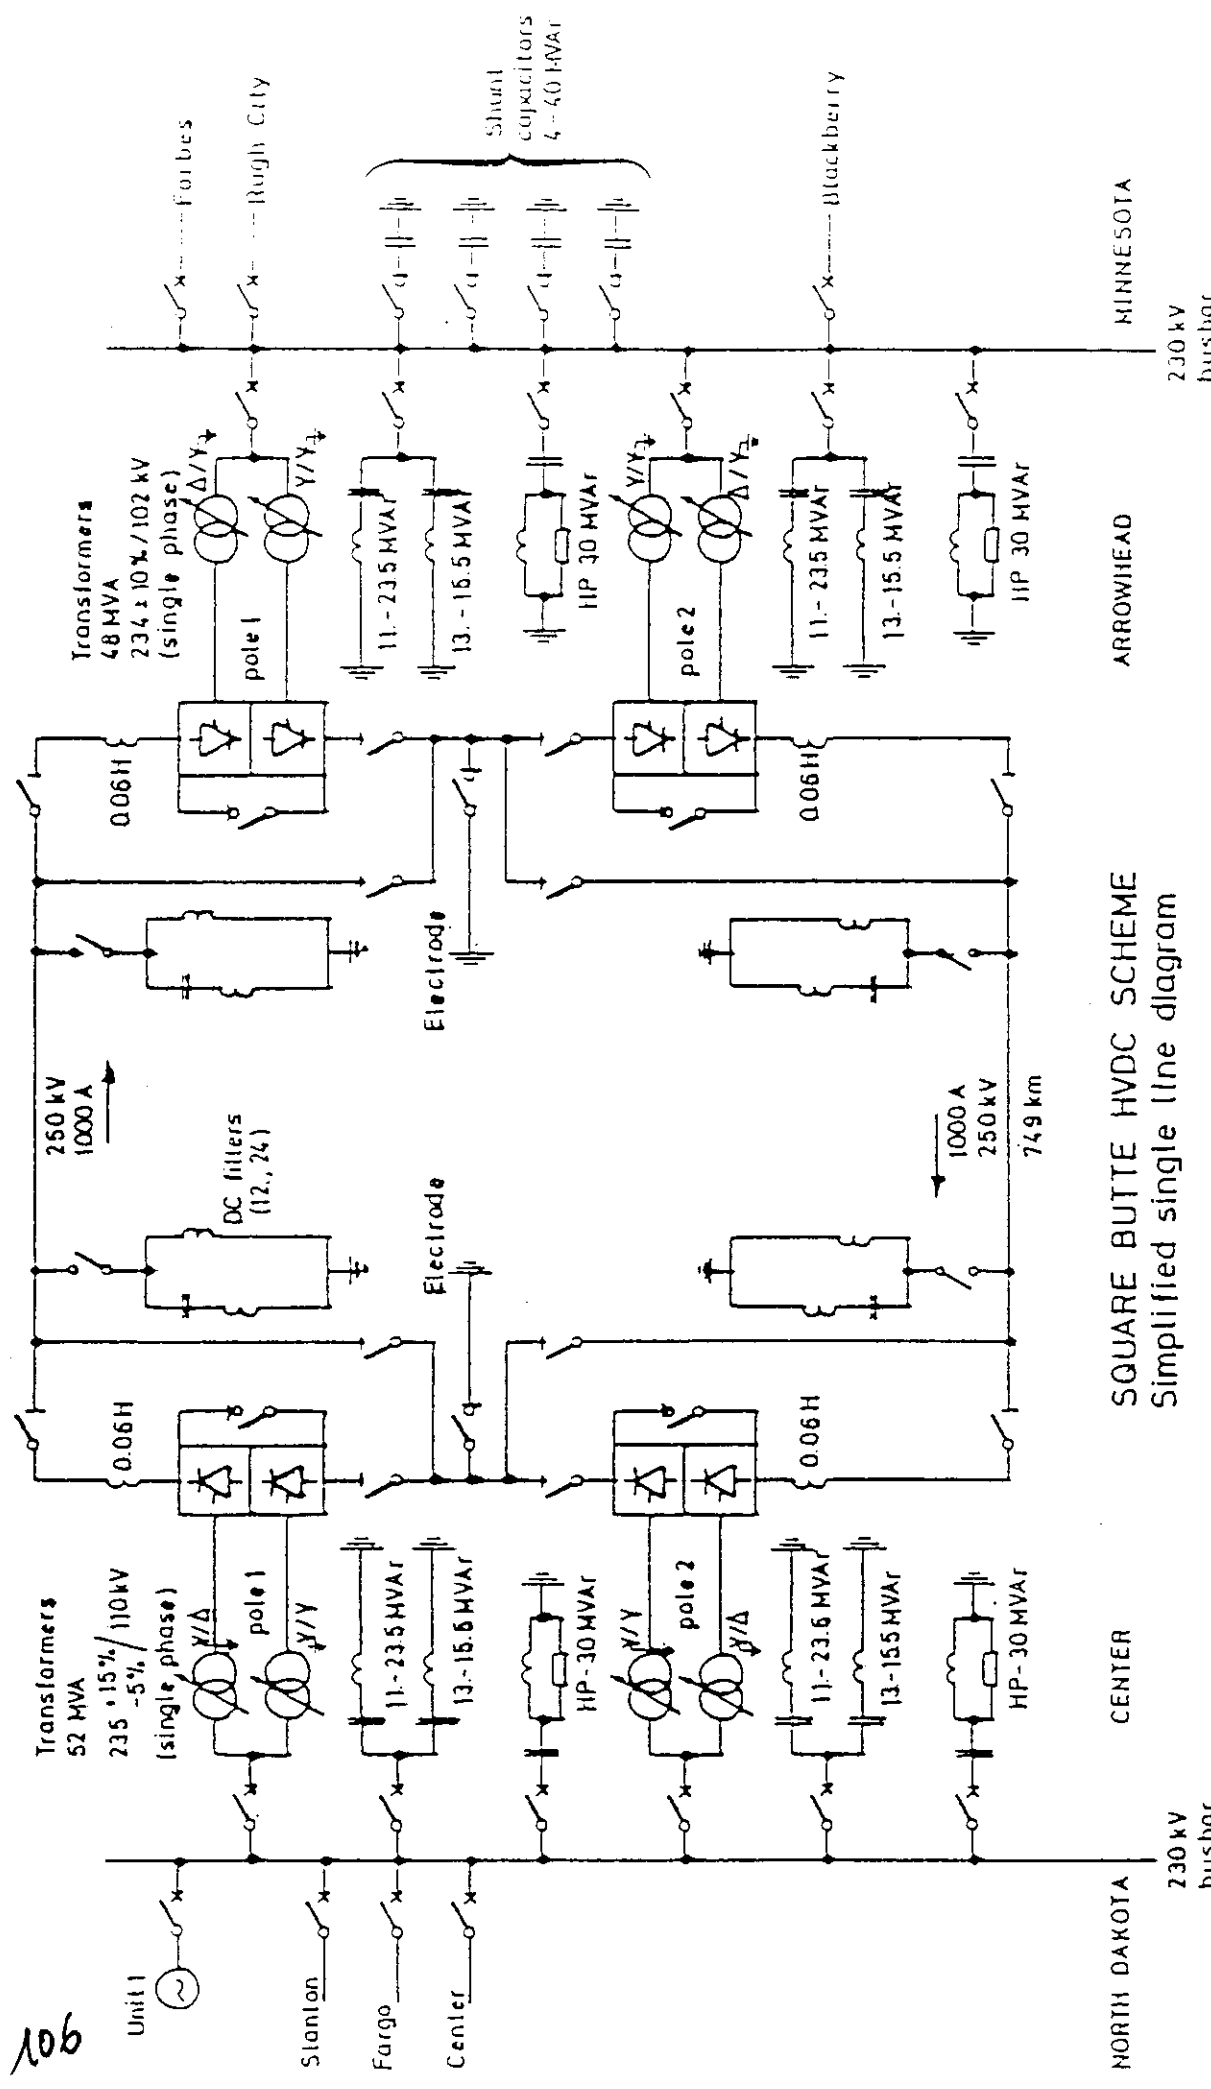 106
Unit 1
Stanton
Fargo
Center
NORTH DAKOTA
230 kV
busbar
Transformers
52 MVA
235 +15% / 110 kV
-5%
(single phase)
Y/Δ
pole 1
Y/Y
11.-23.5 MVAr
13.-15.5 MVAr
HP-30 MVAr
Y/Y
pole 2
Y/Δ
11.-23.6 MVAr
13.-15.5 MVAr
HP-30 MVAr
CENTER
0.06H
0.06H
Electrode
DC filters
(12., 24.)
250 kV
1000 A
1000 A
250 kV
749 km
Electrode
0.06H
0.06H
Transformers
48 MVA
234 ± 10 % / 102 kV
(single phase)
Δ/Y
pole 1
Y/Y
11.-23.5 MVAr
13.-15.5 MVAr
HP 30 MVAr
Y/Y
pole 2
Δ/Y
11.-23.5 MVAr
13.-15.5 MVAr
HP 30 MVAr
ARROWHEAD
Forbes
Rugh City
Shunt
capacitors
4-40 MVAr
Blackberry
MINNESOTA
230 kV
busbar
SQUARE BUTTE HVDC SCHEME
Simplified single line diagram